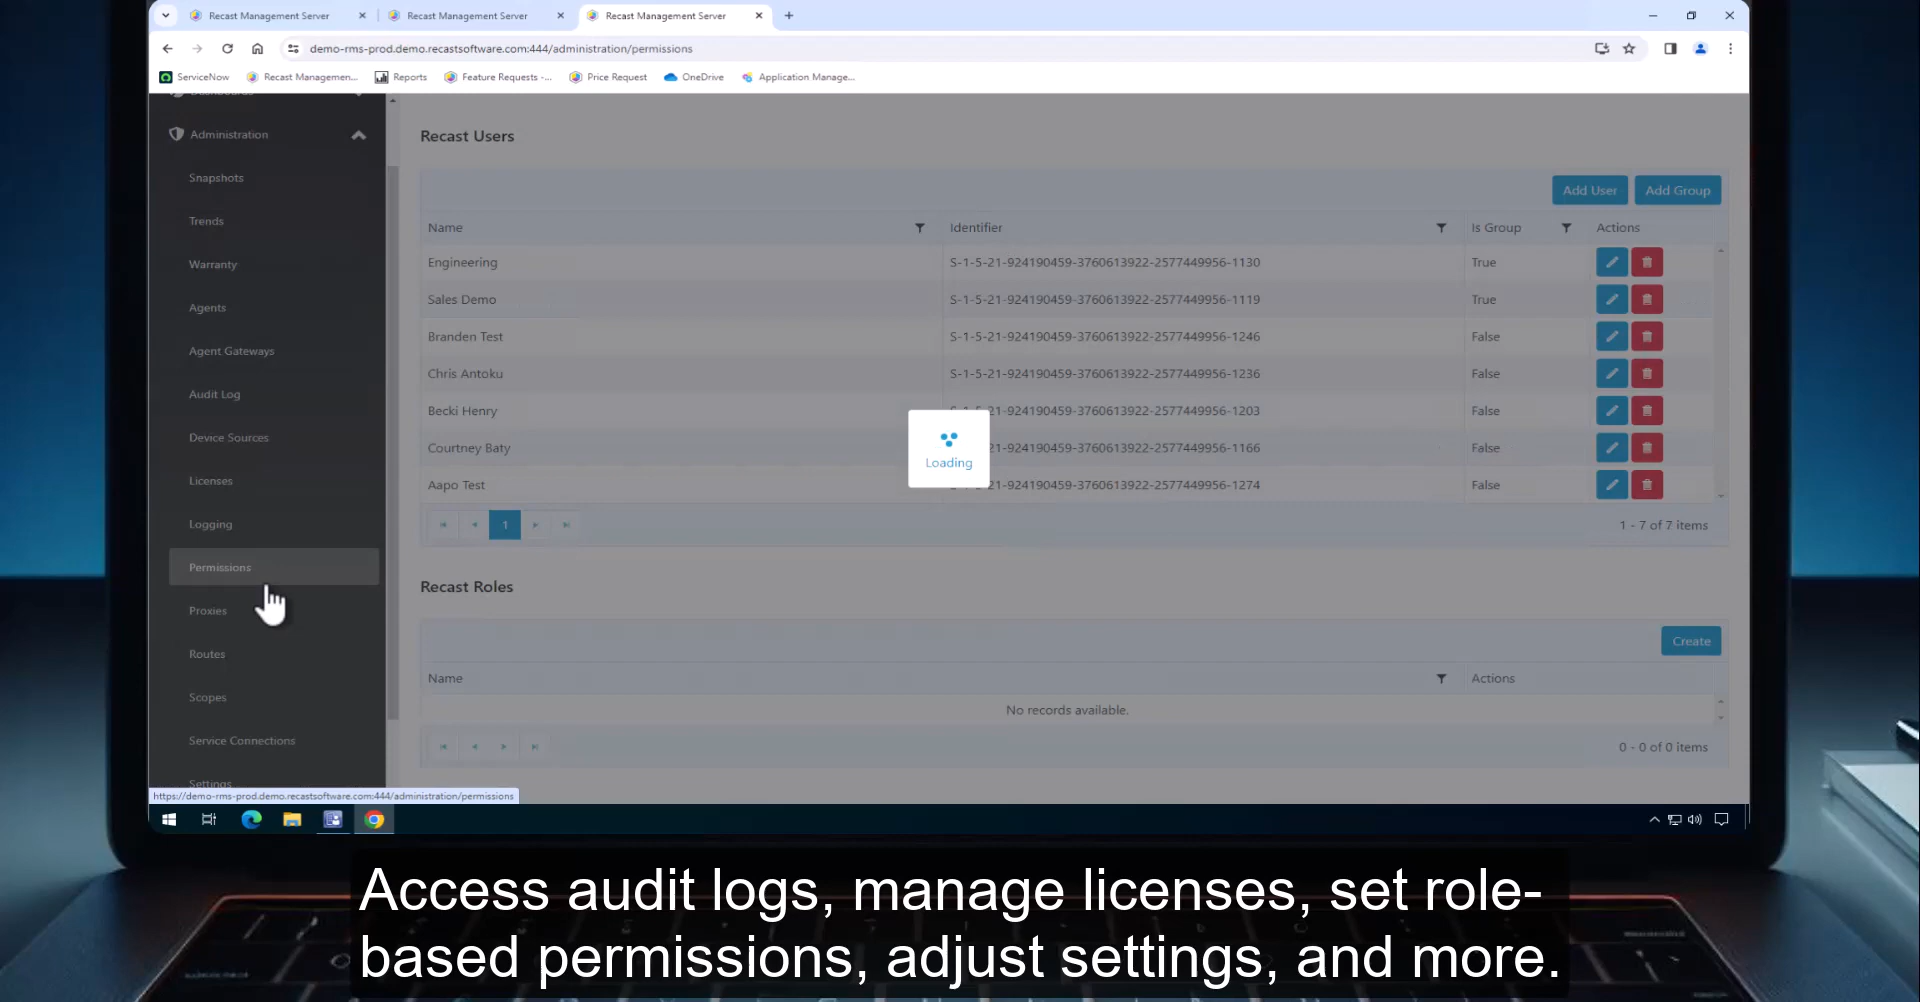 Recast Management Server
Recast Management Server
Recast Management Server
demo-rms-prod.demo.recastsoftware.com:444/administration/permissions
ServiceNow
Recast Managemen...
Reports
Feature Requests -...
Price Request
OneDrive
Application Manage...
Dashboards
Administration
Snapshots
Trends
Warranty
Agents
Agent Gateways
Audit Log
Device Sources
Licenses
Logging
Permissions
Proxies
Routes
Scopes
Service Connections
Settings
https://demo-rms-prod.demo.recastsoftware.com:444/administration/permissions
Recast Users
Add User Add Group
Name Identifier Is Group Actions
Engineering S-1-5-21-924190459-3760613922-2577449956-1130 True
Sales Demo S-1-5-21-924190459-3760613922-2577449956-1119 True
Branden Test S-1-5-21-924190459-3760613922-2577449956-1246 False
Chris Antoku S-1-5-21-924190459-3760613922-2577449956-1236 False
Becki Henry 21-924190459-3760613922-2577449956-1203 False
Courtney Baty 21-924190459-3760613922-2577449956-1166 False
Aapo Test 21-924190459-3760613922-2577449956-1274 False
Loading
1 1 - 7 of 7 items
Recast Roles
Create
Name Actions
No records available.
0 - 0 of 0 items
Access audit logs, manage licenses, set role-
based permissions, adjust settings, and more.